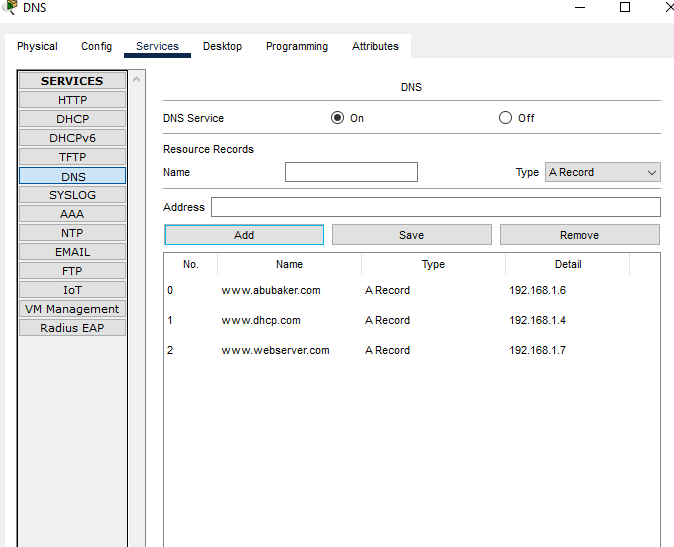 DNS
Physical Config Services Desktop Programming Attributes
SERVICES
HTTP
DHCP
DHCPv6
TFTP
DNS
SYSLOG
AAA
NTP
EMAIL
FTP
IoT
VM Management
Radius EAP
DNS
DNS Service On Off
Resource Records
Name Type A Record
Address
Add Save Remove
No. Name Type Detail
0 www.abubaker.com A Record 192.168.1.6
1 www.dhcp.com A Record 192.168.1.4
2 www.webserver.com A Record 192.168.1.7